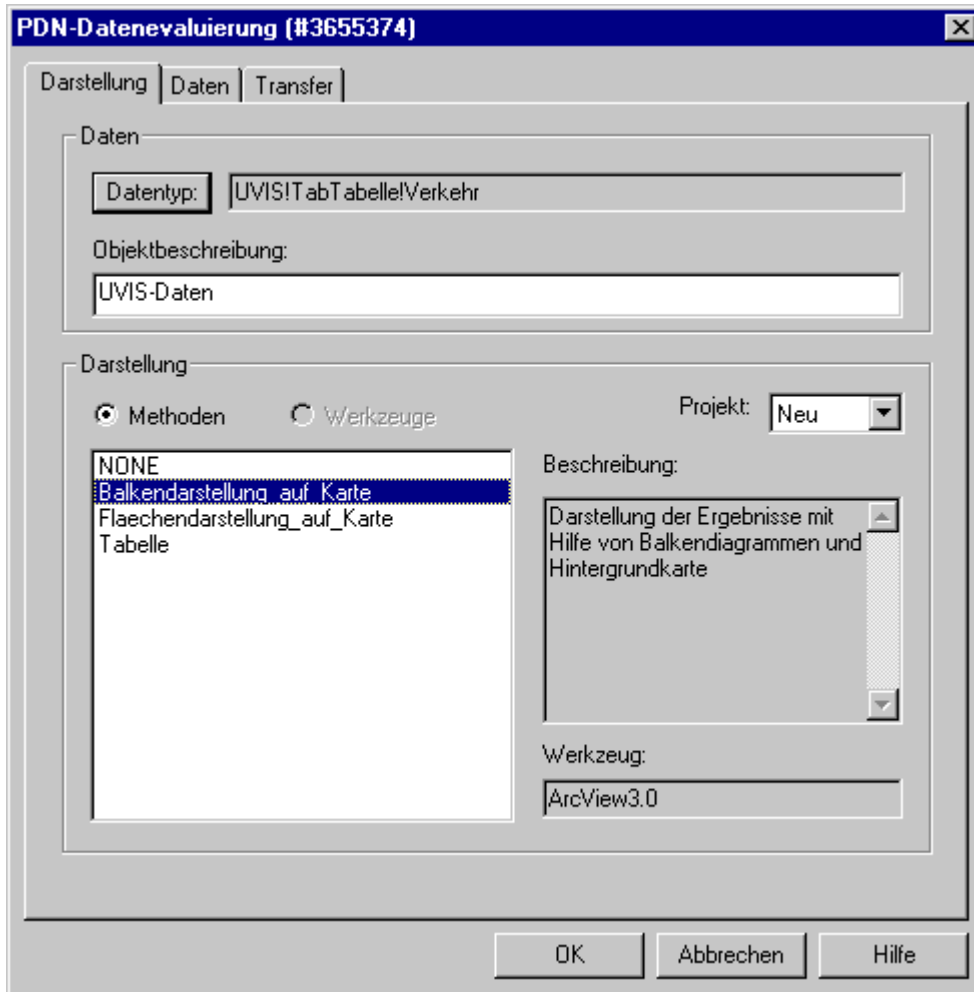 PDN-Datenevaluierung (#3655374)
Darstellung Daten Transfer
Daten
Datentyp: UVIS!TabTabelle!Verkehr
Objektbeschreibung:
UVIS-Daten
Darstellung
Methoden Werkzeuge Projekt: Neu
NONE
Balkendarstellung_auf_Karte
Flaechendarstellung_auf_Karte
Tabelle
Beschreibung:
Darstellung der Ergebnisse mit
Hilfe von Balkendiagrammen und
Hintergrundkarte
Werkzeug:
ArcView3.0
OK Abbrechen Hilfe